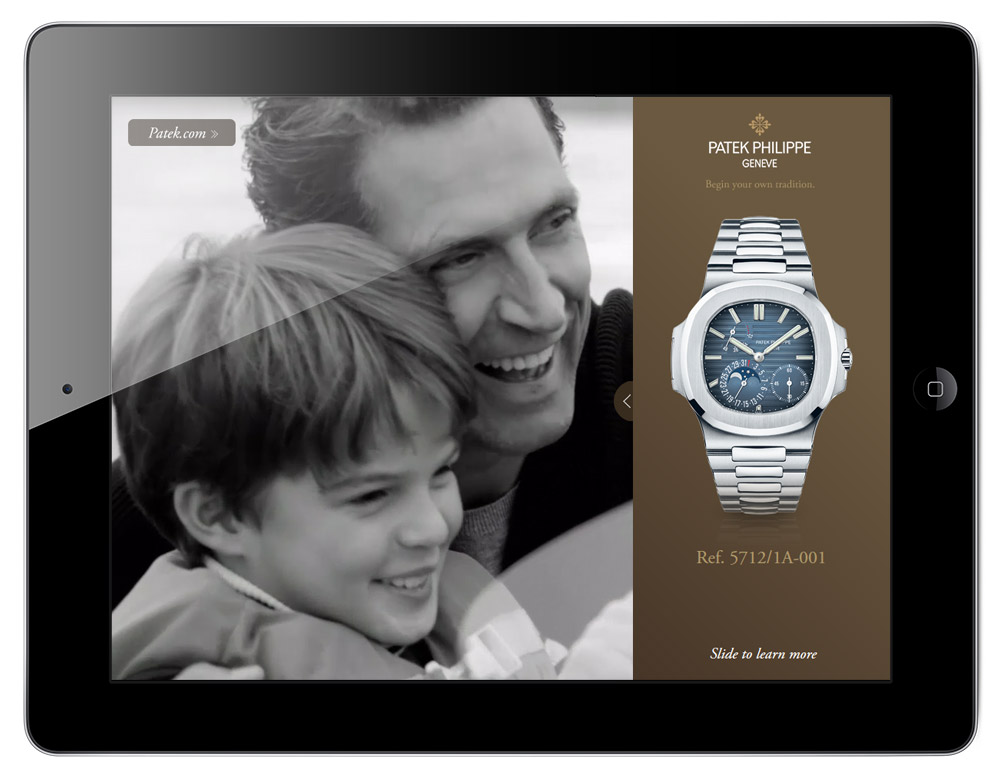 Patek.com »
PATEK PHILIPPE
GENEVE
Begin your own tradition.
PATEK PHILIPPE
Ref. 5712/1A-001
Slide to learn more